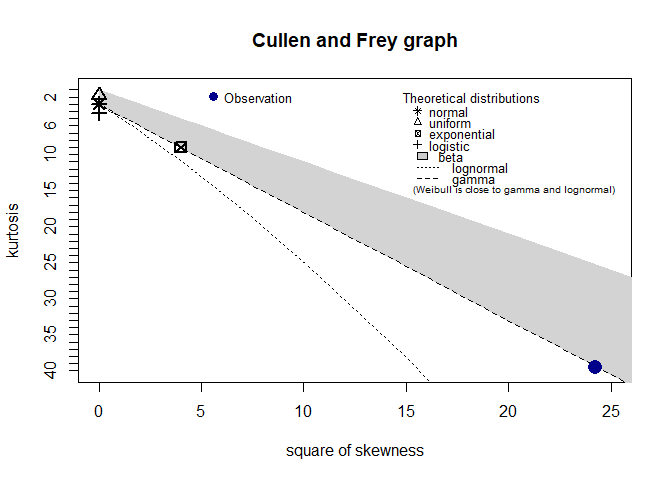 Cullen and Frey graph
Observation
Theoretical distributions
normal
uniform
exponential
logistic
beta
lognormal
gamma
(Weibull is close to gamma and lognormal)
kurtosis
2
6
10
15
20
25
30
35
40
0 5 10 15 20 25
square of skewness